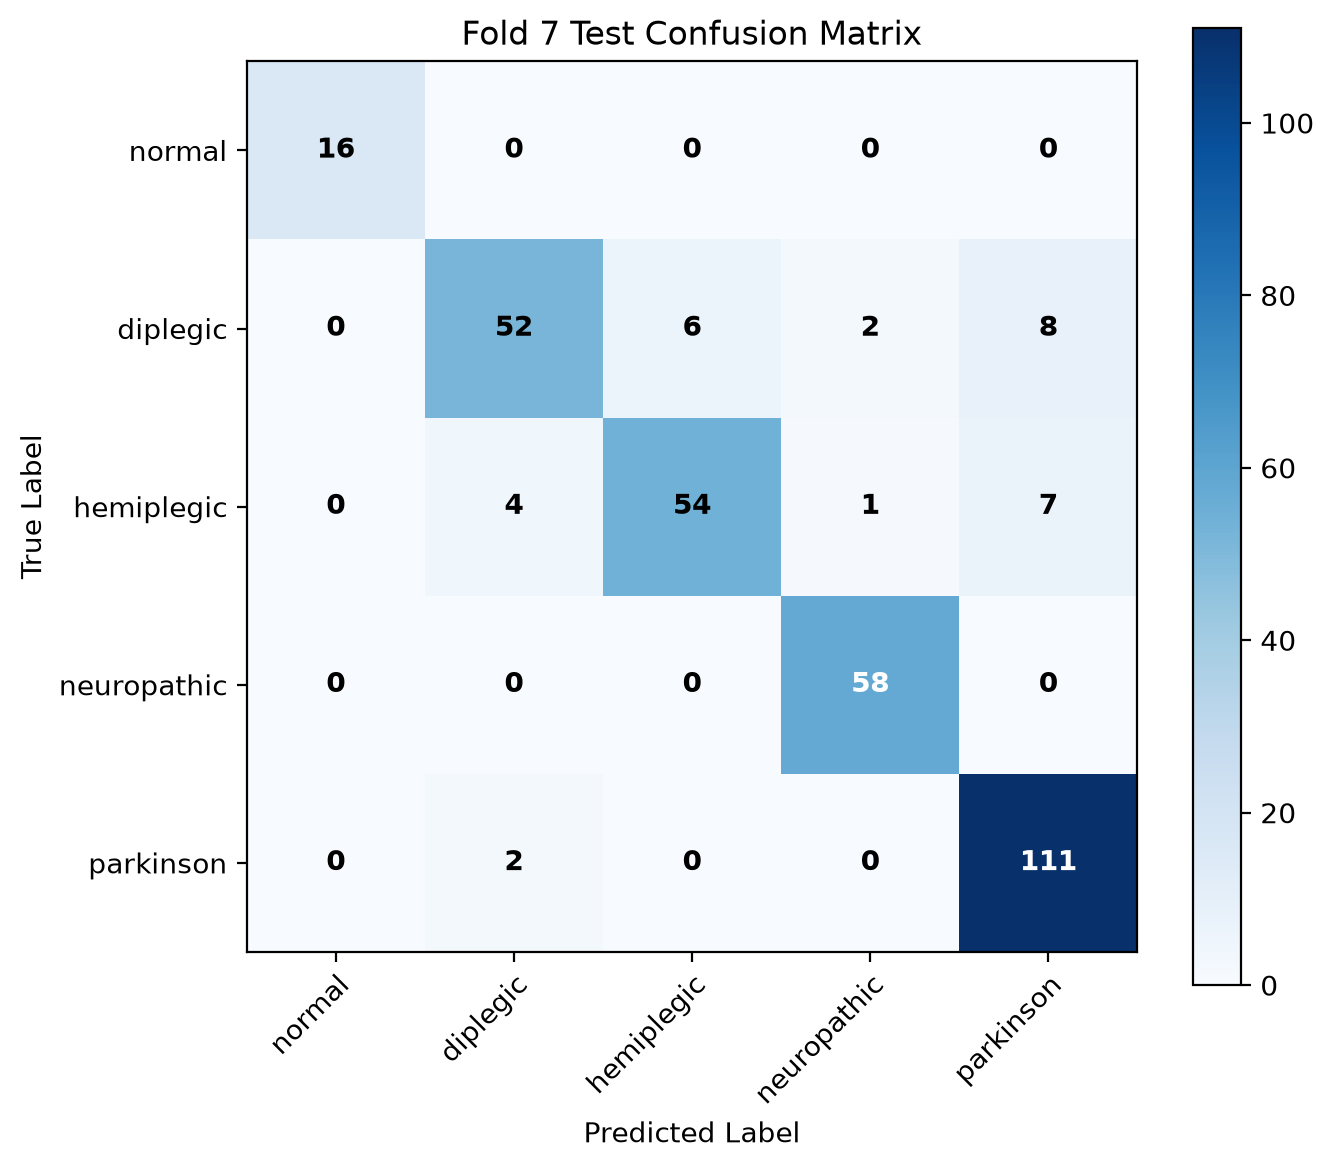 Fold 7 Test Confusion Matrix
True Label
normal 16 0 0 0 0
diplegic 0 52 6 2 8
hemiplegic 0 4 54 1 7
neuropathic 0 0 0 58 0
parkinson 0 2 0 0 111
normal diplegic hemiplegic neuropathic parkinson
Predicted Label
100
80
60
40
20
0